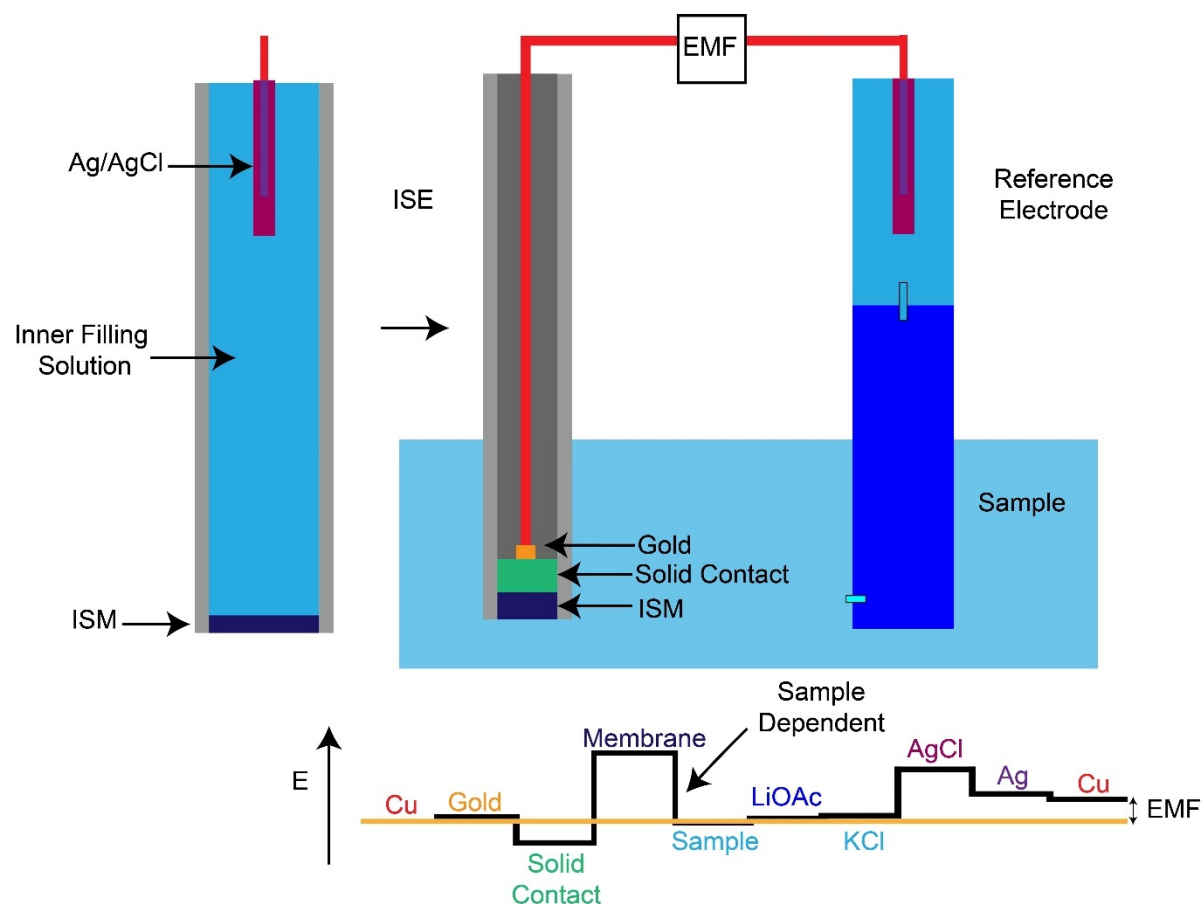 EMF
Ag/AgCl
ISE
Reference
Electrode
Inner Filling
Solution
Sample
Gold
Solid Contact
ISM
ISM
Sample
Dependent
E
Membrane
AgCl
Cu
Gold
LiOAc
Ag
Cu
EMF
Sample
KCl
Solid
Contact